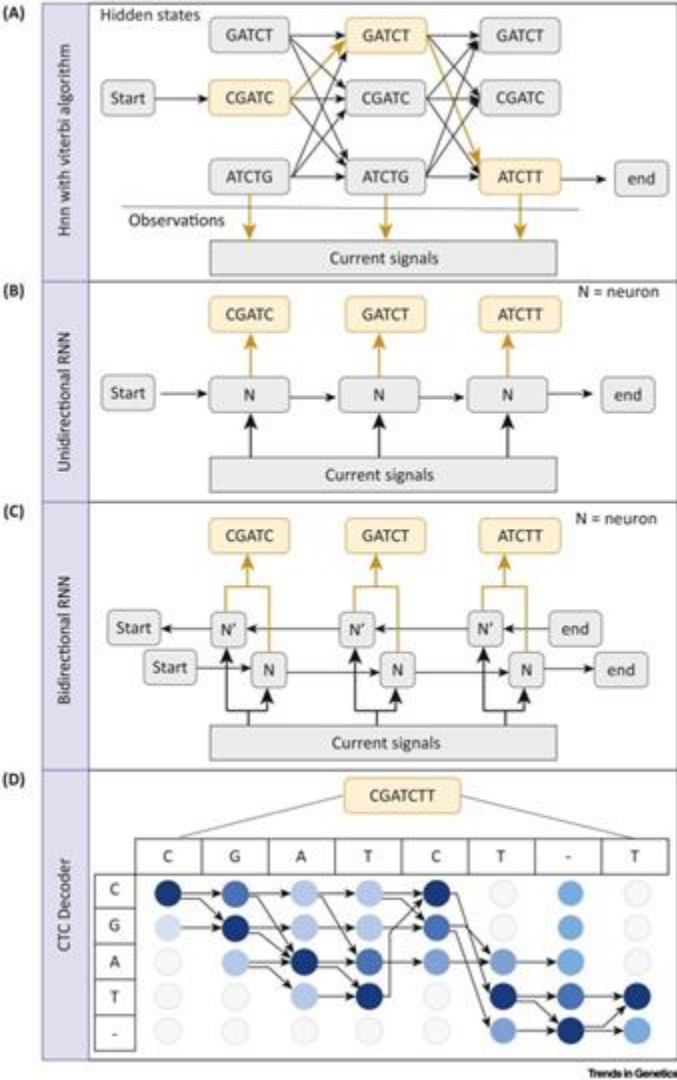 (A)
Hnn with viterbi algorithm
Hidden states
GATCT GATCT GATCT
Start CGATC CGATC CGATC
ATCTG ATCTG ATCTT end
Observations
Current signals
(B)
Unidirectional RNN
N = neuron
CGATC GATCT ATCTT
Start N N N end
Current signals
(C)
Bidirectional RNN
N = neuron
CGATC GATCT ATCTT
Start N' N' N' end
Start N N N end
Current signals
(D)
CTC Decoder
CGATCTT
C G A T C T - T
C
G
A
T
-
Trends in Genetics